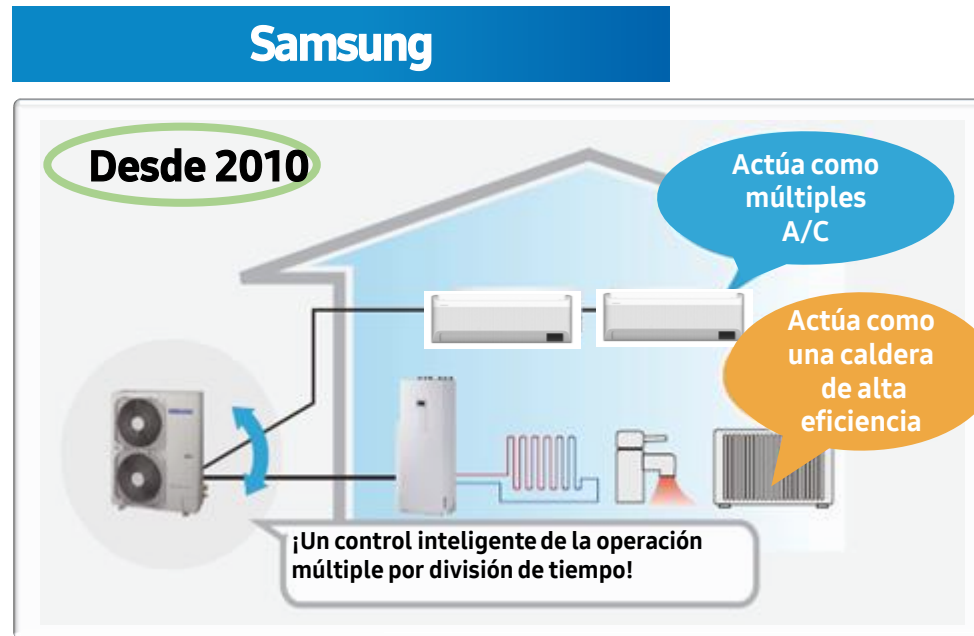 Samsung
Desde 2010
Actúa como
múltiples
A/C
Actúa como
una caldera
de alta
eficiencia
¡Un control inteligente de la operación
múltiple por división de tiempo!